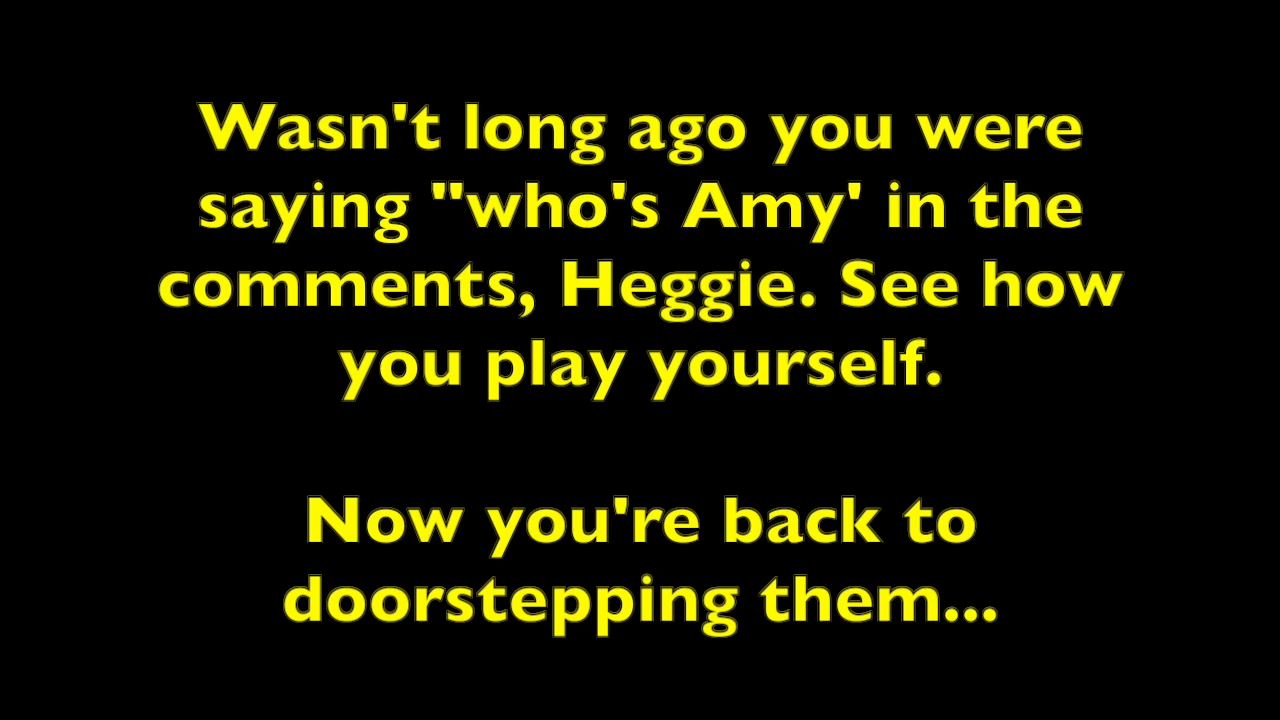 Wasn't long ago you were
saying "who's Amy' in the
comments, Heggie. See how
you play yourself.
Now you're back to
doorstepping them...